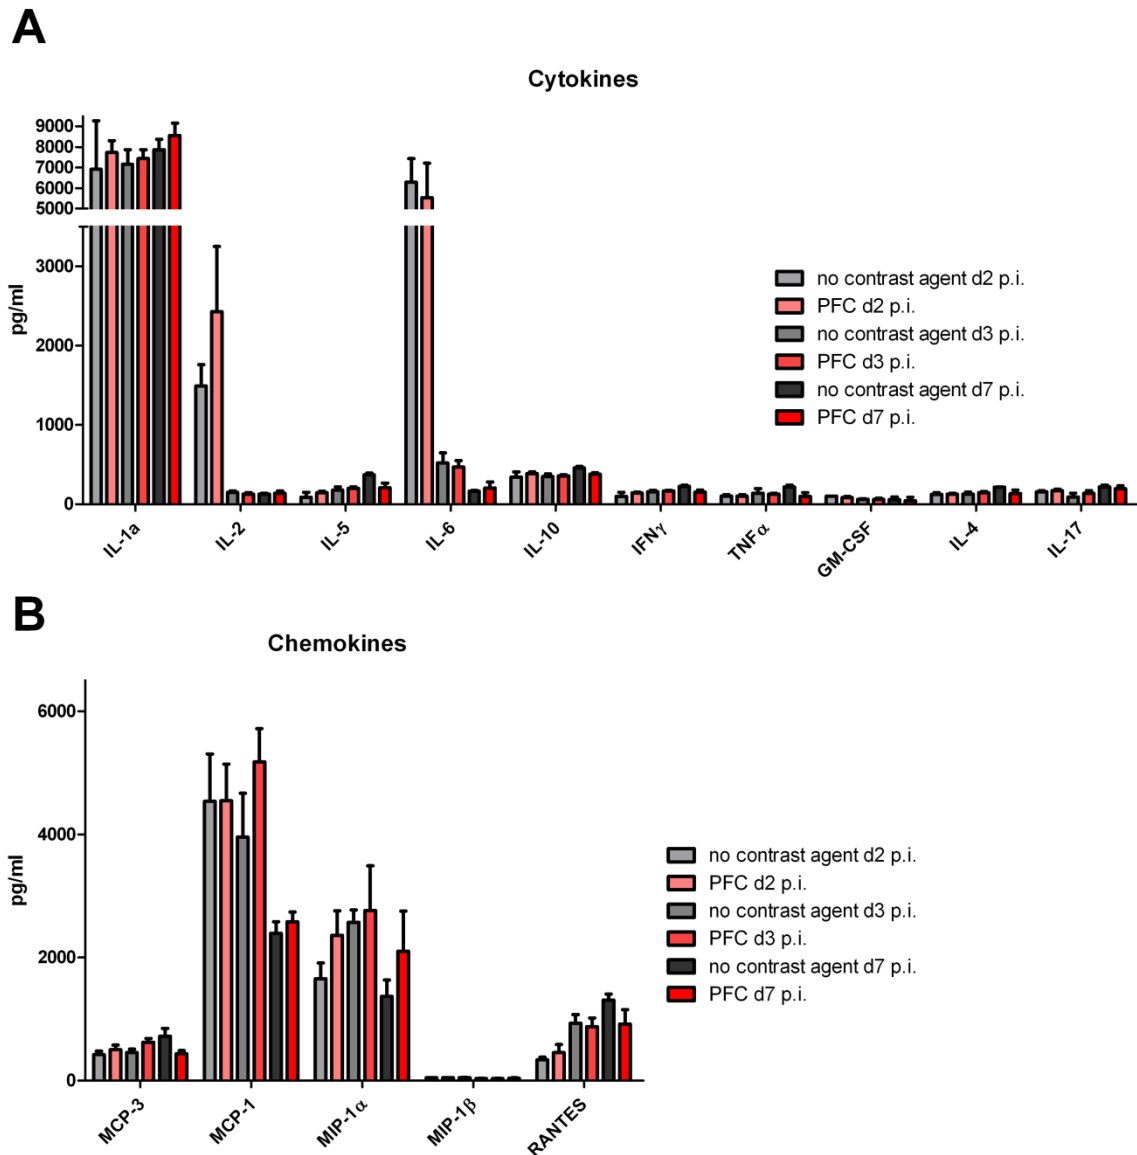 A
Cytokines
9000
8000
7000
6000
5000
3000
2000
1000
0
pg/ml
no contrast agent d2 p.i.
PFC d2 p.i.
no contrast agent d3 p.i.
PFC d3 p.i.
no contrast agent d7 p.i.
PFC d7 p.i.
IL-1a
IL-2
IL-5
IL-6
IL-10
IFNγ
TNFα
GM-CSF
IL-4
IL-17
B
Chemokines
6000
4000
2000
0
pg/ml
no contrast agent d2 p.i.
PFC d2 p.i.
no contrast agent d3 p.i.
PFC d3 p.i.
no contrast agent d7 p.i.
PFC d7 p.i.
MCP-3
MCP-1
MIP-1α
MIP-1β
RANTES